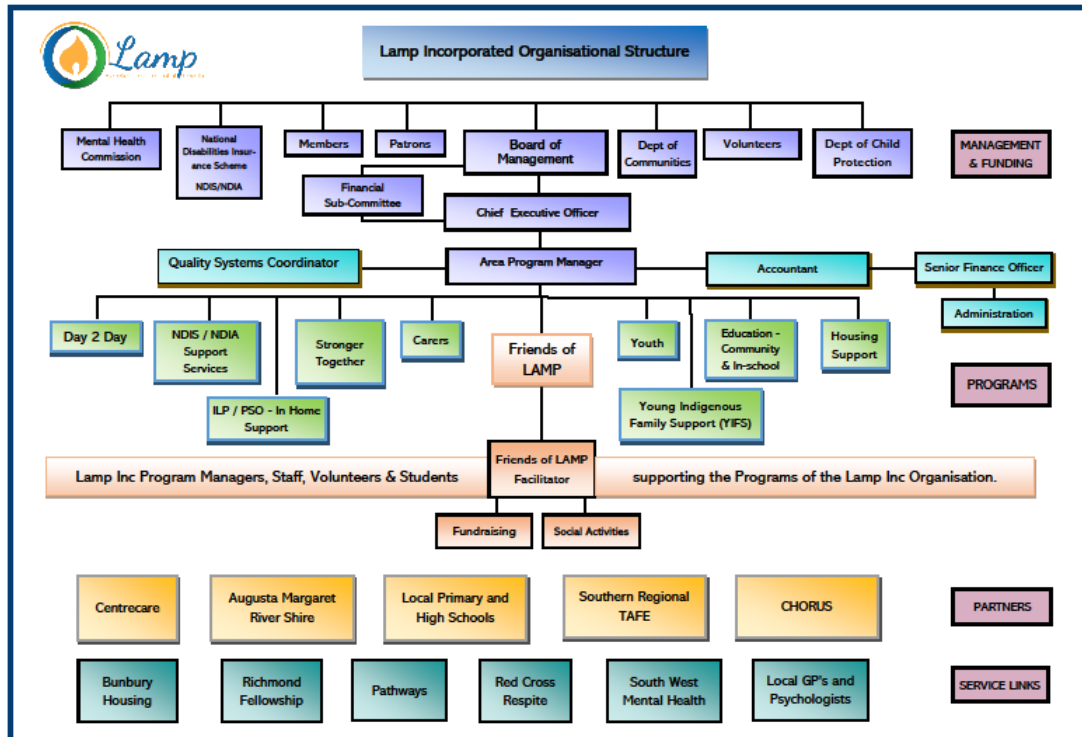 Lamp
Lamp Incorporated Organisational Structure
Mental Health
Commission
National
Disabilities Insur-
ance Scheme
NDIS/NDIA
Members
Patrons
Board of
Management
Dept of
Communities
Volunteers
Dept of Child
Protection
MANAGEMENT
& FUNDING
Financial
Sub-Committee
Chief Executive Officer
Quality Systems Coordinator
Area Program Manager
Accountant
Senior Finance Officer
Administration
Day 2 Day
NDIS / NDIA
Support
Services
Stronger
Together
Carers
Friends of
LAMP
Youth
Education -
Community
& In-school
Housing
Support
PROGRAMS
ILP / PSO - In Home
Support
Young Indigenous
Family Support (YIFS)
Lamp Inc Program Managers, Staff, Volunteers & Students
Friends of LAMP
Facilitator
supporting the Programs of the Lamp Inc Organisation.
Fundraising
Social Activities
Centrecare
Augusta Margaret
River Shire
Local Primary and
High Schools
Southern Regional
TAFE
CHORUS
PARTNERS
Bunbury
Housing
Richmond
Fellowship
Pathways
Red Cross
Respite
South West
Mental Health
Local GP's and
Psychologists
SERVICE LINKS